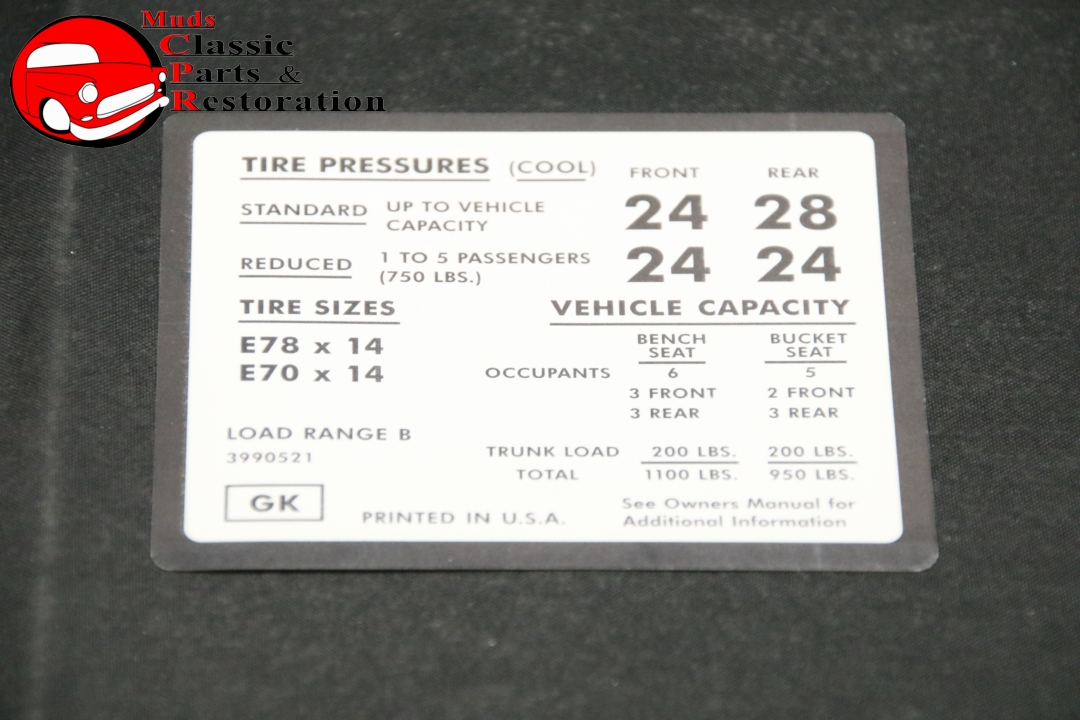 Muds
Classic
Parts &
Restoration
TIRE PRESSURES (COOL) FRONT REAR
STANDARD UP TO VEHICLE CAPACITY 24 28
REDUCED 1 TO 5 PASSENGERS (750 LBS.) 24 24
TIRE SIZES VEHICLE CAPACITY
E78 x 14
E70 x 14
BENCH SEAT BUCKET SEAT
OCCUPANTS 6 5
3 FRONT 2 FRONT
3 REAR 3 REAR
LOAD RANGE B
3990521
TRUNK LOAD 200 LBS. 200 LBS.
TOTAL 1100 LBS. 950 LBS.
GK
PRINTED IN U.S.A.
See Owners Manual for
Additional Information